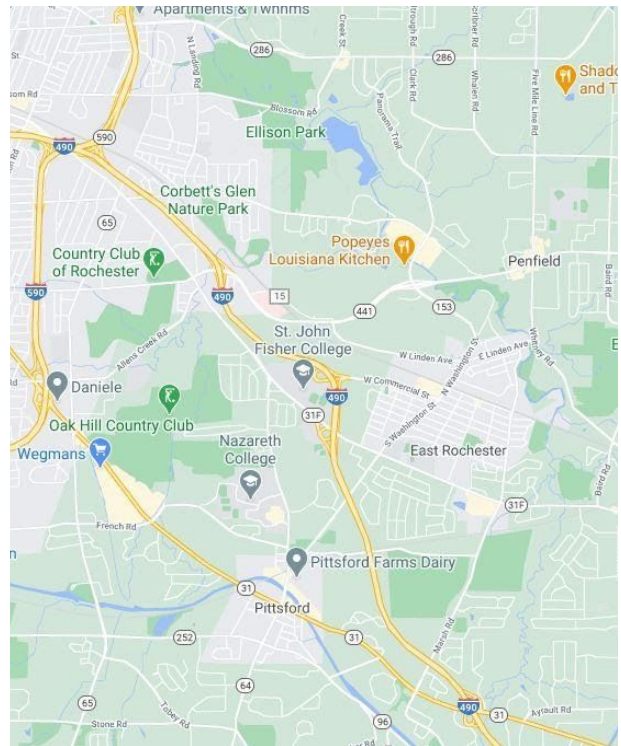 Apartments & Twnhms
N Landing Rd
Creek St
286
286
Clark Rd
Whalen Rd
Five Mile Line Rd
Blossom Rd
Panorama Trail
Ellison Park
590
490
65
Corbett's Glen
Nature Park
Country Club
of Rochester
Popeyes
Louisiana Kitchen
Penfield
Baird Rd
590
490
15
441
153
Allens Creek Rd
St. John
Fisher College
W Linden Ave
E Linden Ave
N Washington St
Whitney Rd
Daniele
W Commercial St
490
31F
Oak Hill Country Club
S Washington St
Wegmans
Nazareth
College
East Rochester
31F
Baird Rd
French Rd
Pittsford Farms Dairy
31
Pittsford
252
31
Marsh Rd
64
65
Stone Rd
Tobey Rd
96
490
31
Ayrault Rd